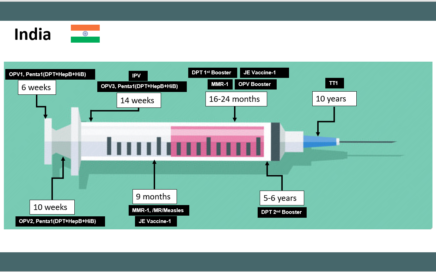 India
OPV1, Penta1(DPT+HepB+HiB)
6 weeks
IPV
OPV3, Penta1(DPT+HepB+HiB)
14 weeks
DPT 1st Booster
JE Vaccine-1
MMR-1
OPV Booster
16-24 months
TT1
10 years
10 weeks
OPV2, Penta1(DPT+HepB+HiB)
9 months
MMR-1, /MR/Measles
JE Vaccine-1
5-6 years
DPT 2nd Booster